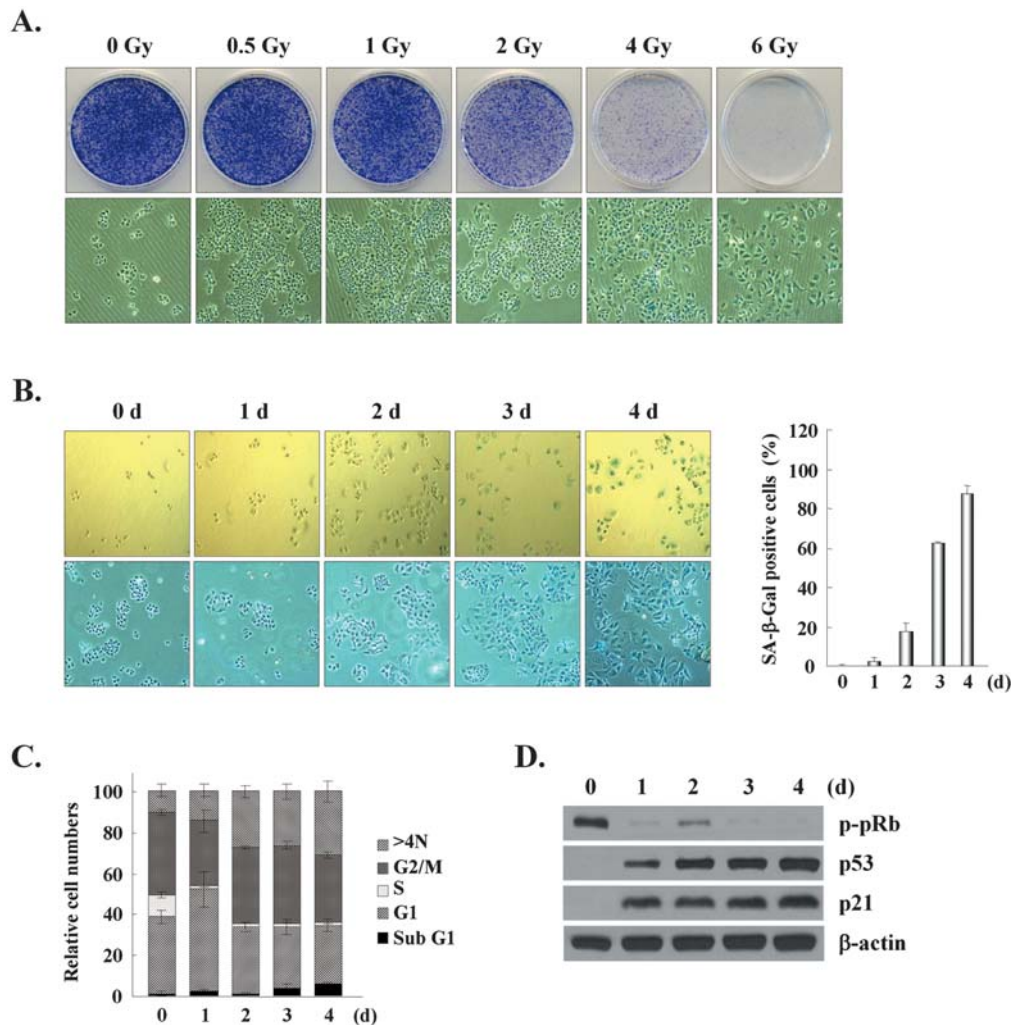 A.
0 Gy 0.5 Gy 1 Gy 2 Gy 4 Gy 6 Gy
B.
0 d 1 d 2 d 3 d 4 d
SA-β-Gal positive cells (%)
120
100
80
60
40
20
0
0 1 2 3 4 (d)
C.
Relative cell numbers
100
80
60
40
20
0
0 1 2 3 4 (d)
>4N
G2/M
S
G1
Sub G1
D.
0 1 2 3 4 (d)
p-pRb
p53
p21
β-actin